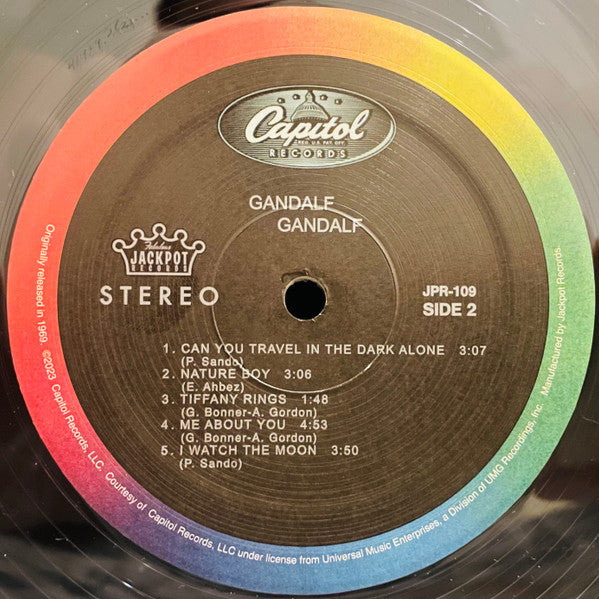 Capitol
REG. U.S. PAT. OFF.
RECORDS
GANDALF
GANDALF
Fabulous
JACKPOT
RECORDS
STEREO
JPR-109
SIDE 2
1. CAN YOU TRAVEL IN THE DARK ALONE 3:07
(P. Sando)
2. NATURE BOY 3:06
(E. Ahbez)
3. TIFFANY RINGS 1:48
(G. Bonner-A. Gordon)
4. ME ABOUT YOU 4:53
(G. Bonner-A. Gordon)
5. I WATCH THE MOON 3:50
(P. Sando)
Originally released in 1969. ©2023 Capitol Records, LLC. Courtesy of Capitol Records, LLC under license from Universal Music Enterprises, a Division of UMG Recordings, Inc. Manufactured by Jackpot Records.